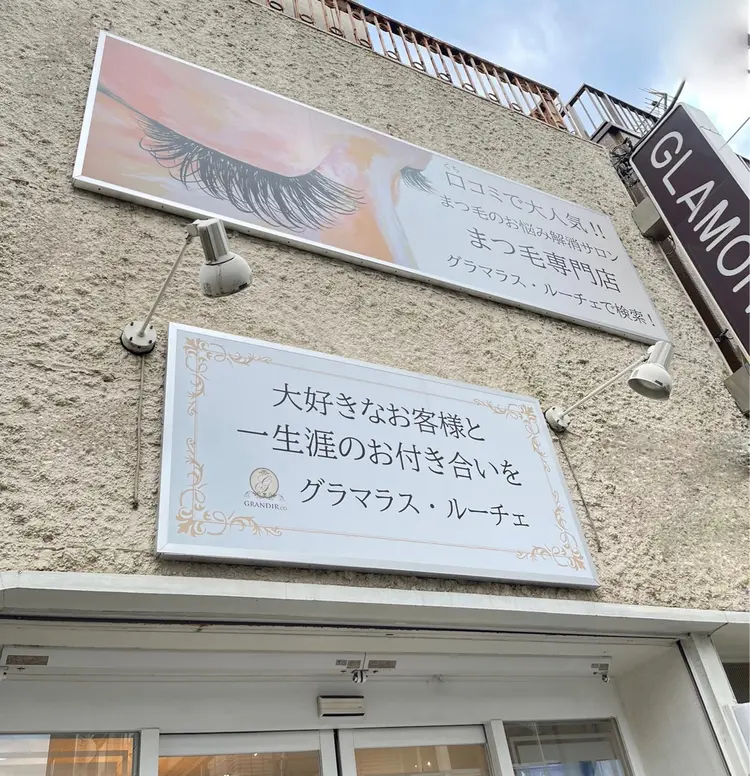 くち
口コミで大人気!!
まつ毛のお悩み解消サロン
まつ毛専門店
グラマラス・ルーチェで検索!
GLAMO
大好きなお客様と
一生涯のお付き合いを
グラマラス・ルーチェ
G
GRANDIR.co